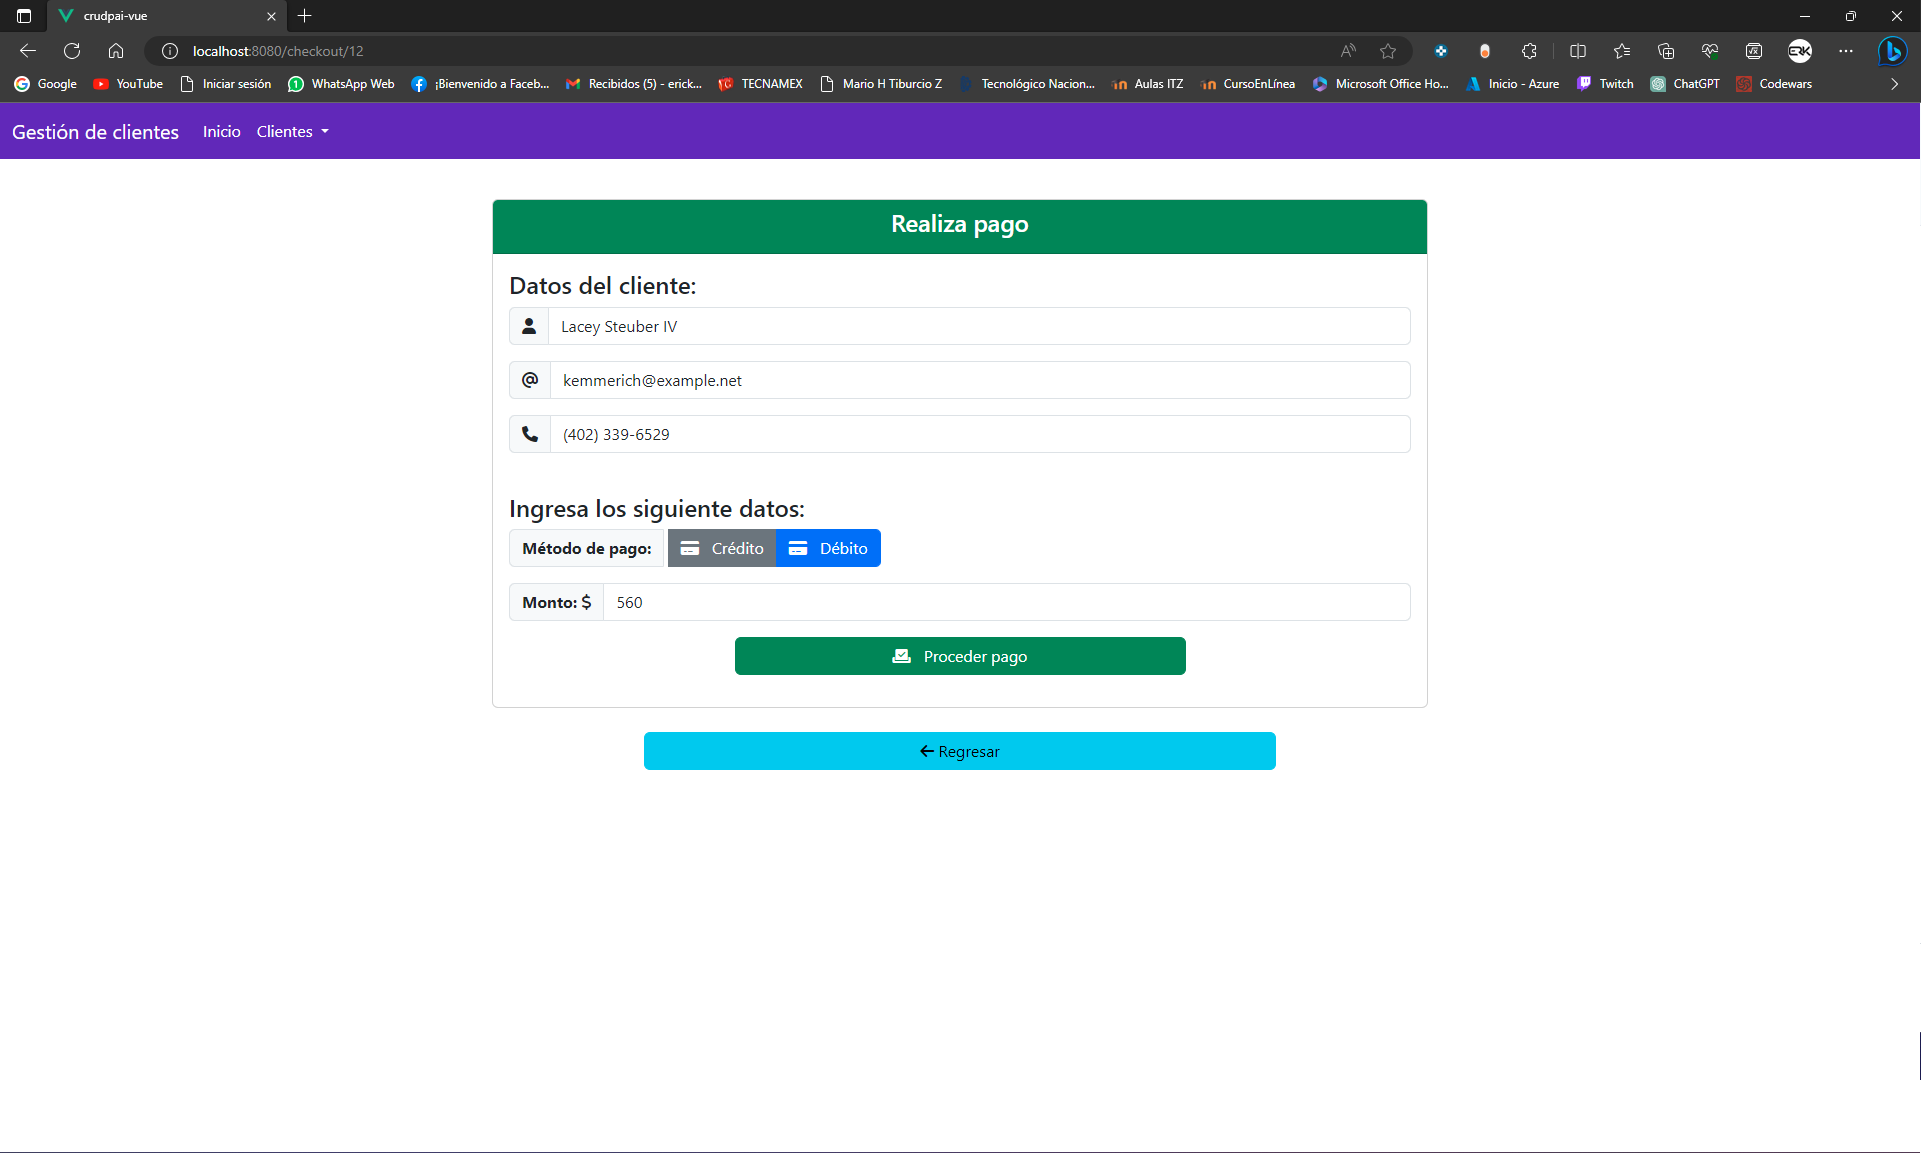 crudpai-vue
localhost:8080/checkout/12
Google YouTube Iniciar sesión WhatsApp Web ¡Bienvenido a Faceb... Recibidos (5) - erick... TECNAMEX Mario H Tiburcio Z Tecnológico Nacion... Aulas ITZ CursoEnLínea Microsoft Office Ho... Inicio - Azure Twitch ChatGPT Codewars
Gestión de clientes Inicio Clientes
Realiza pago
Datos del cliente:
Lacey Steuber IV
@ kemmerich@example.net
(402) 339-6529
Ingresa los siguiente datos:
Método de pago: Crédito Débito
Monto: $ 560
Proceder pago
Regresar